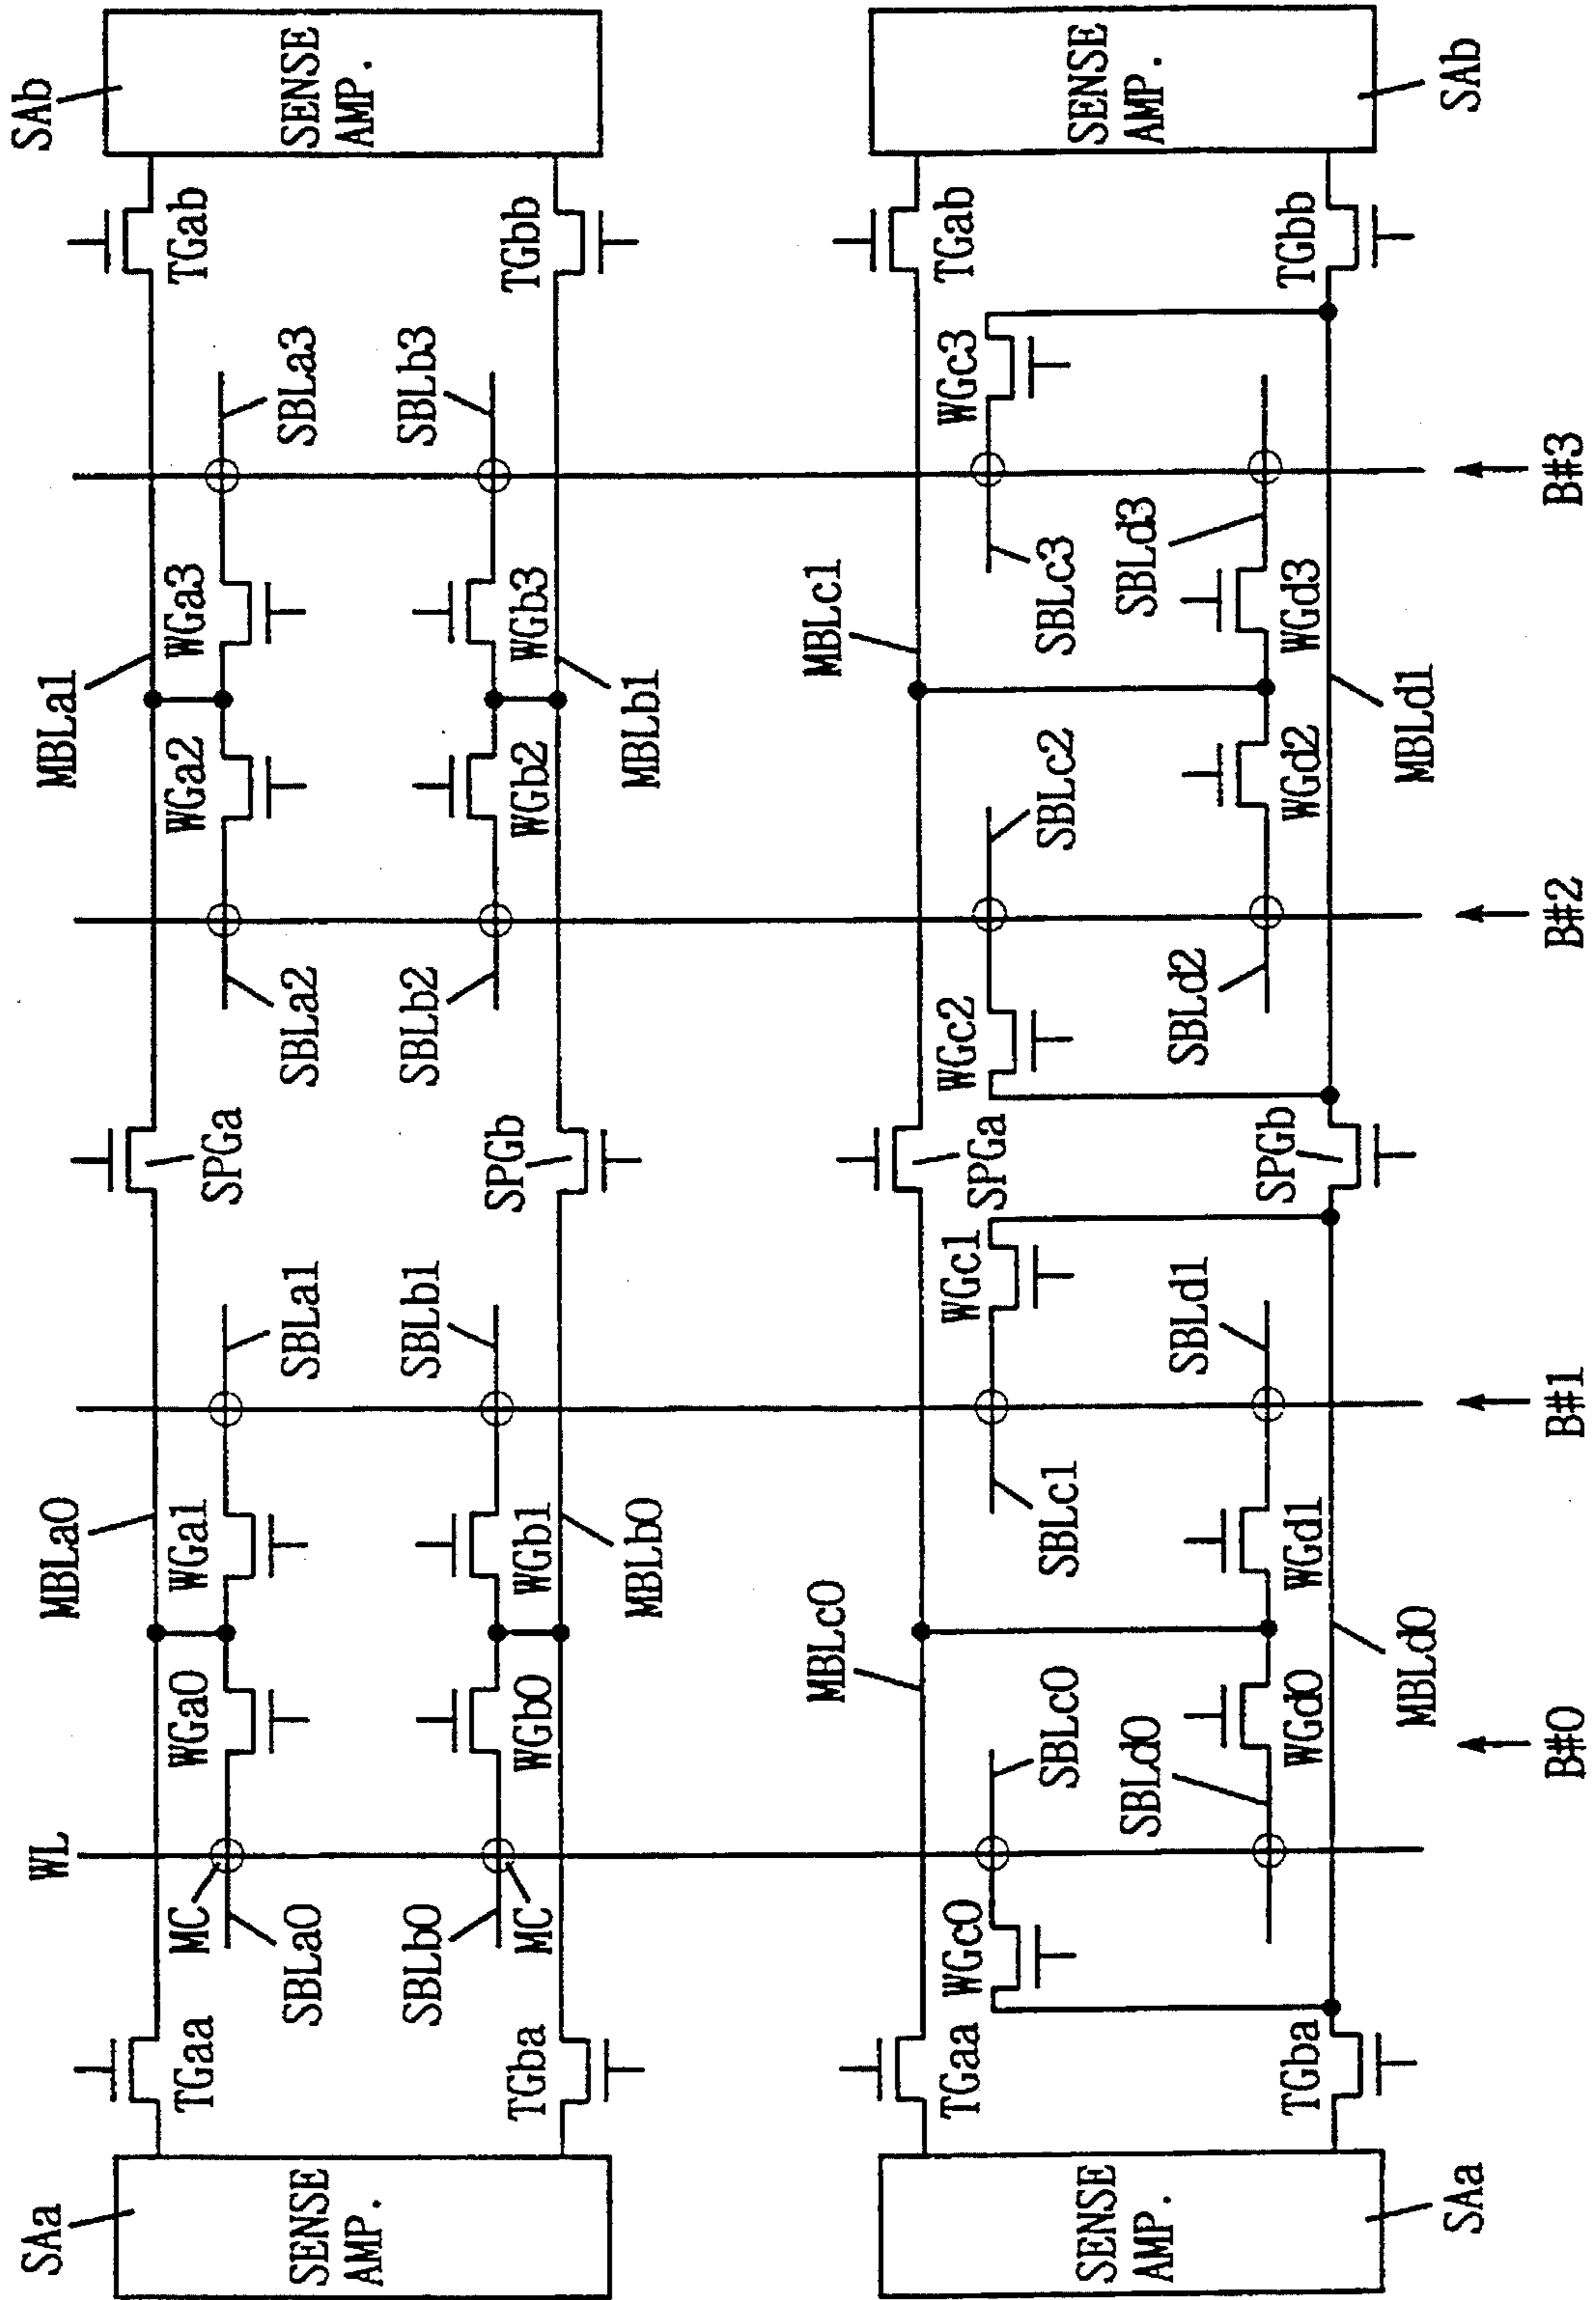 SAb
SENSE AMP.
TGab
TGbb
SBLa3
SBLb3
MBLa1
WGa3
WGb3
WGa2
WGb2
MBLb1
SBLa2
SBLb2
SPGa
SPGb
SBLa1
SBLb1
MBLa0
WGa1
WGb1
MBLb0
WGa0
WGb0
WL
MC
MC
SBLa0
SBLb0
TGaa
TGba
SAa
SENSE AMP.
SENSE AMP.
SAb
TGab
TGbb
WGc3
B#3
MBLc1
SBLc3
SBLd3
WGd3
SBLc2
WGd2
MBLd1
B#2
WGc2
SBLd2
SPGa
SPGb
WGc1
SBLd1
B#1
SBLc1
MBLc0
WGd1
SBLc0
SBLd0
WGd0
MBLd0
B#0
WGc0
TGaa
TGba
SENSE AMP.
SAa